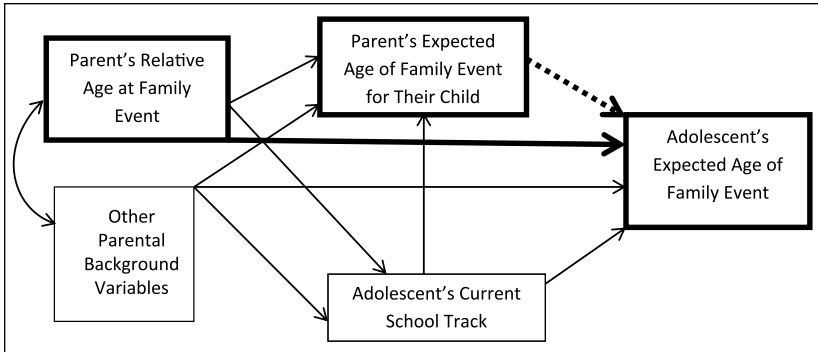 Parent’s Relative
Age at Family
Event
Parent’s Expected
Age of Family Event
for Their Child
Adolescent’s
Expected Age of
Family Event
Other
Parental
Background
Variables
Adolescent’s Current
School Track